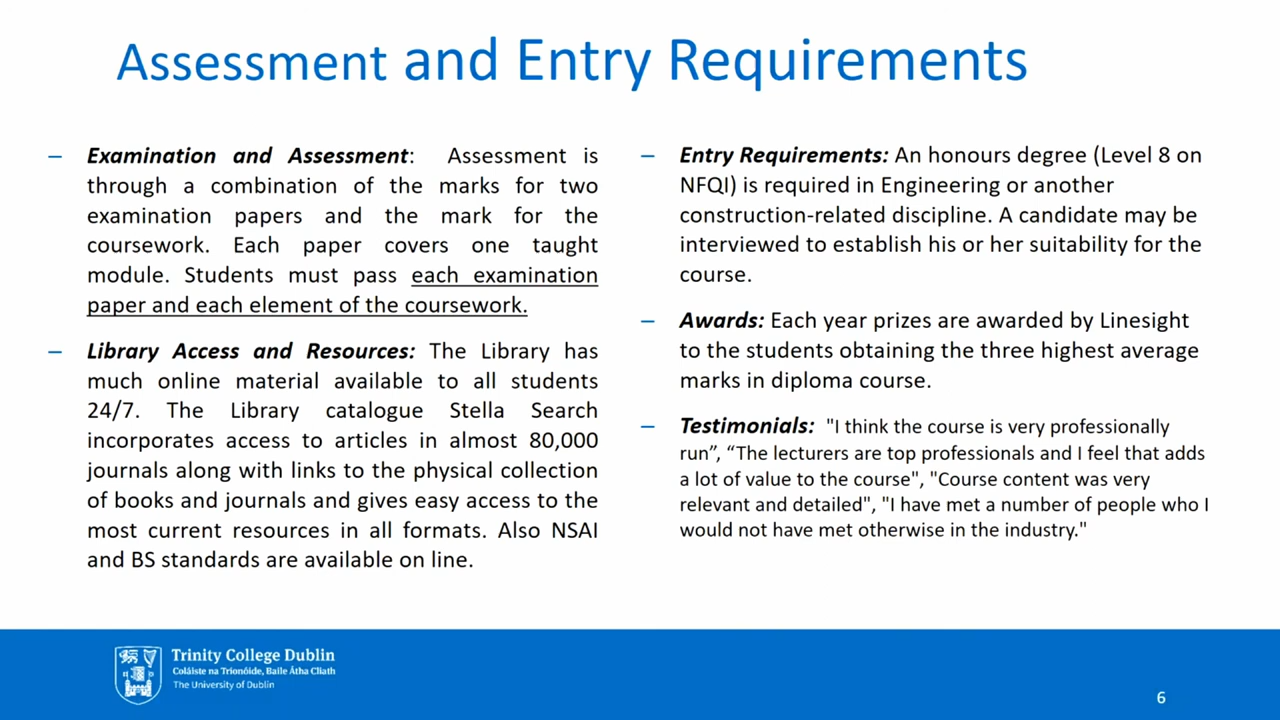 Assessment and Entry Requirements
– Examination and Assessment: Assessment is
through a combination of the marks for two
examination papers and the mark for the
coursework. Each paper covers one taught
module. Students must pass each examination
paper and each element of the coursework.
– Library Access and Resources: The Library has
much online material available to all students
24/7. The Library catalogue Stella Search
incorporates access to articles in almost 80,000
journals along with links to the physical collection
of books and journals and gives easy access to the
most current resources in all formats. Also NSAI
and BS standards are available on line.
– Entry Requirements: An honours degree (Level 8 on
NFQI) is required in Engineering or another
construction-related discipline. A candidate may be
interviewed to establish his or her suitability for the
course.
– Awards: Each year prizes are awarded by Linesight
to the students obtaining the three highest average
marks in diploma course.
– Testimonials: "I think the course is very professionally
run”, “The lecturers are top professionals and I feel that adds
a lot of value to the course", "Course content was very
relevant and detailed", "I have met a number of people who I
would not have met otherwise in the industry."
Trinity College Dublin
Coláiste na Tríonóide, Baile Átha Cliath
The University of Dublin
6